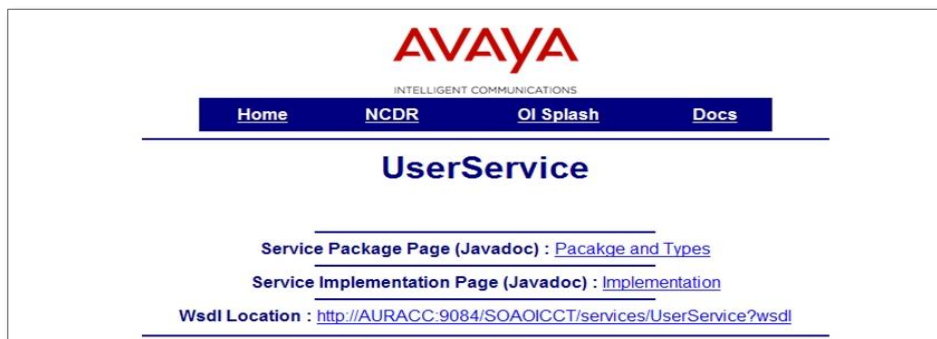 AVAYA
INTELLIGENT COMMUNICATIONS
Home NCDR OI Splash Docs
UserService
Service Package Page (Javadoc) : Pacakge and Types
Service Implementation Page (Javadoc) : Implementation
Wsdl Location : http://AURACC:9084/SOAOICCT/services/UserService?wsdl